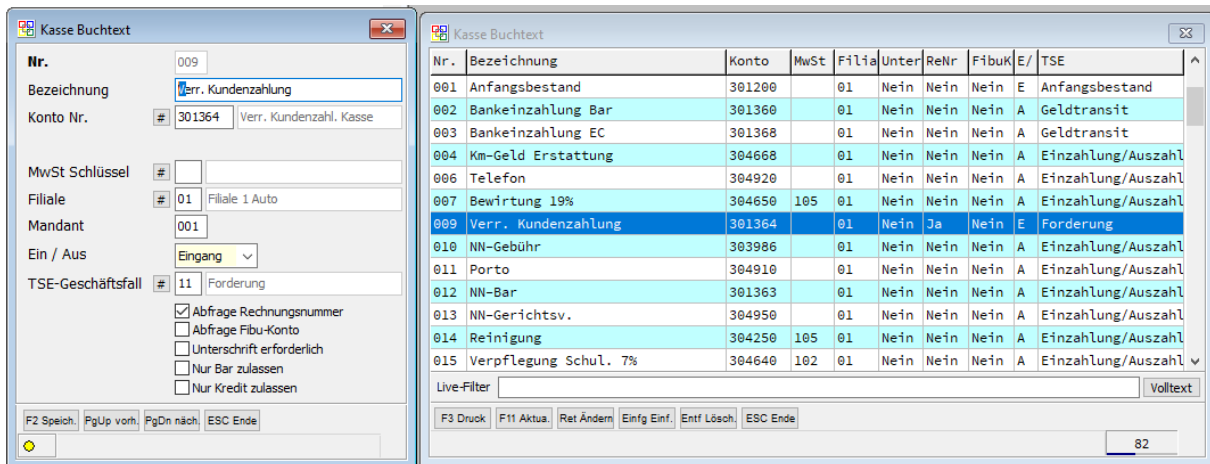 Kasse Buchtext
Nr. 009
Bezeichnung Verr. Kundenzahlung
Konto Nr. # 301364 Verr. Kundenzahl. Kasse
MwSt Schlüssel #
Filiale # 01 Filiale 1 Auto
Mandant 001
Ein / Aus Eingang
TSE-Geschäftsfall # 11 Forderung
Abfrage Rechnungsnummer
Abfrage Fibu-Konto
Unterschrift erforderlich
Nur Bar zulassen
Nur Kredit zulassen
F2 Speich. PgUp vorh. PgDn näch. ESC Ende
Kasse Buchtext
Nr. Bezeichnung Konto MwSt Filia Unter ReNr FibuK E/ TSE
001 Anfangsbestand 301200 01 Nein Nein Nein E Anfangsbestand
002 Bankeinzahlung Bar 301360 01 Nein Nein Nein A Geldtransit
003 Bankeinzahlung EC 301368 01 Nein Nein Nein A Geldtransit
004 Km-Geld Erstattung 304668 01 Nein Nein Nein A Einzahlung/Auszahl
006 Telefon 304920 01 Nein Nein Nein A Einzahlung/Auszahl
007 Bewirtung 19% 304650 105 01 Nein Nein Nein A Einzahlung/Auszahl
009 Verr. Kundenzahlung 301364 01 Nein Ja Nein E Forderung
010 NN-Gebühr 303986 01 Nein Nein Nein A Einzahlung/Auszahl
011 Porto 304910 01 Nein Nein Nein A Einzahlung/Auszahl
012 NN-Bar 301363 01 Nein Nein Nein A Einzahlung/Auszahl
013 NN-Gerichtsv. 304950 01 Nein Nein Nein A Einzahlung/Auszahl
014 Reinigung 304250 105 01 Nein Nein Nein A Einzahlung/Auszahl
015 Verpflegung Schul. 7% 304640 102 01 Nein Nein Nein A Einzahlung/Auszahl
Live-Filter Volltext
F3 Druck F11 Aktua. Ret Ändern Einfg Einf. Entf Lösch. ESC Ende
82